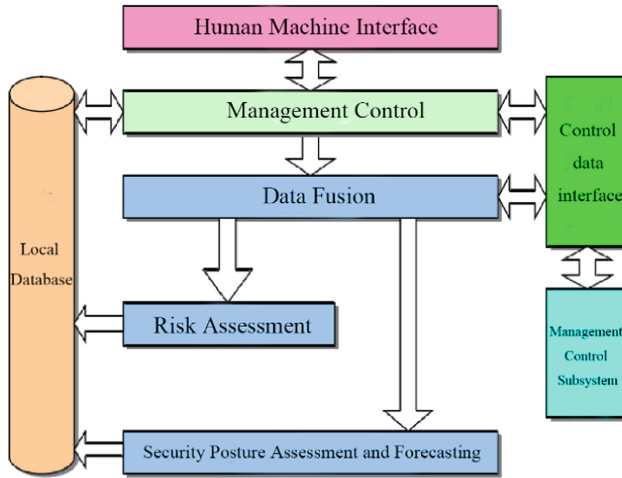 Human Machine Interface
Management Control
Control
data
interface
Data Fusion
Local
Database
Risk Assessment
Management
Control
Subsystem
Security Posture Assessment and Forecasting